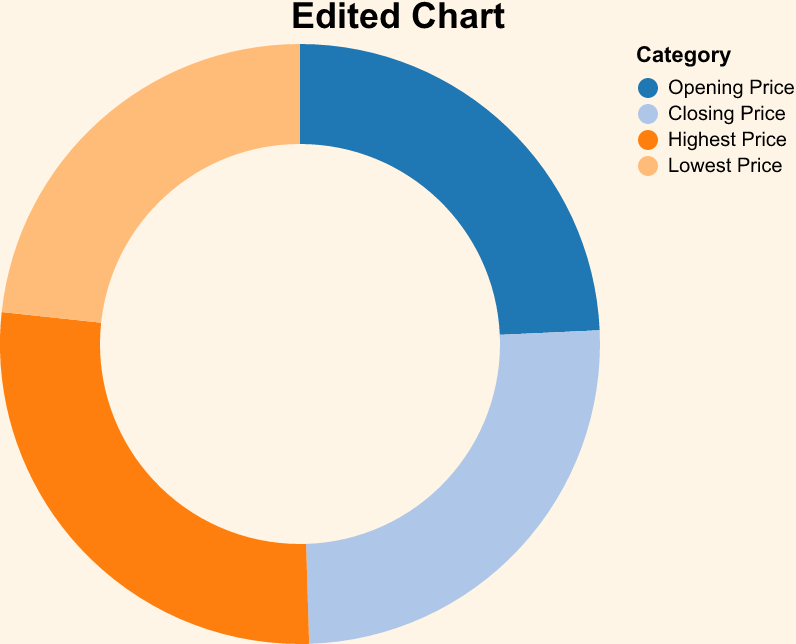 Edited Chart
Category
Opening Price
Closing Price
Highest Price
Lowest Price